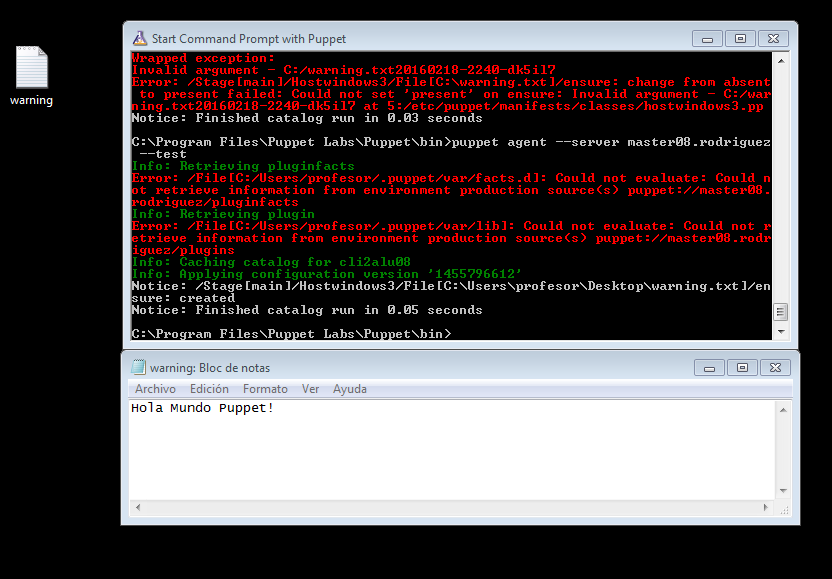 warning
Start Command Prompt with Puppet
Wrapped exception:
Invalid argument - C:/warning.txt20160218-2240-dk5il7
Error: /Stage[main]/Hostwindows3/File[C:\warning.txt]/ensure: change from absent
 to present failed: Could not set 'present' on ensure: Invalid argument - C:/war
ning.txt20160218-2240-dk5il7 at 5:/etc/puppet/manifests/classes/hostwindows3.pp
Notice: Finished catalog run in 0.03 seconds
C:\Program Files\Puppet Labs\Puppet\bin>puppet agent --server master08.rodriguez
 --test
Info: Retrieving pluginfacts
Error: /File[C:/Users/profesor/.puppet/var/facts.d]: Could not evaluate: Could n
ot retrieve information from environment production source(s) puppet://master08.
rodriguez/pluginfacts
Info: Retrieving plugin
Error: /File[C:/Users/profesor/.puppet/var/lib]: Could not evaluate: Could not r
etrieve information from environment production source(s) puppet://master08.rodr
iguez/plugins
Info: Caching catalog for cli2alu08
Info: Applying configuration version '1455796612'
Notice: /Stage[main]/Hostwindows3/File[C:\Users\profesor\Desktop\warning.txt]/en
sure: created
Notice: Finished catalog run in 0.05 seconds
C:\Program Files\Puppet Labs\Puppet\bin>
warning: Bloc de notas
Archivo Edición Formato Ver Ayuda
Hola Mundo Puppet!